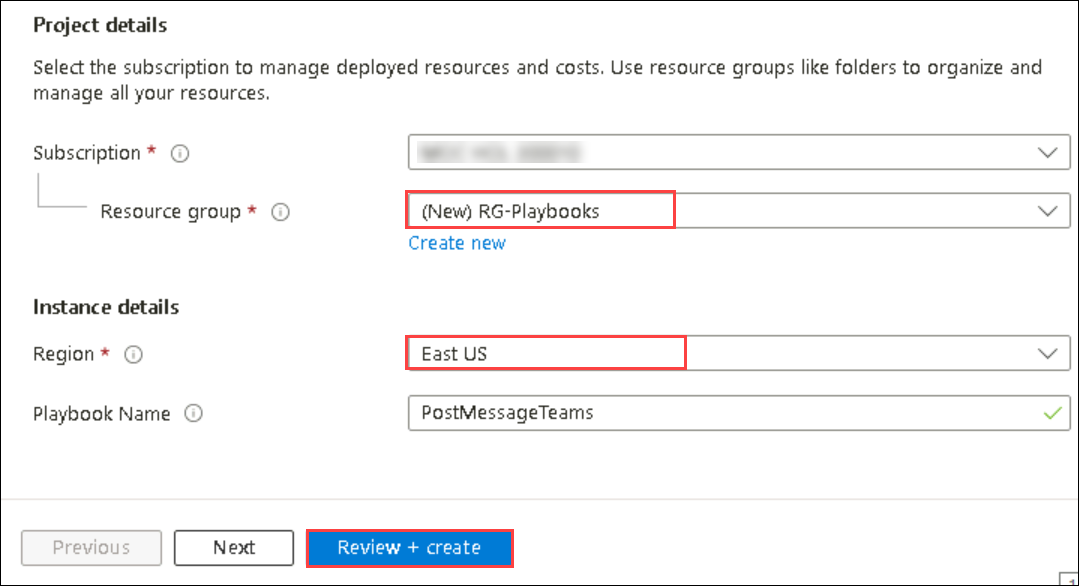 Project details
Select the subscription to manage deployed resources and costs. Use resource groups like folders to organize and
manage all your resources.
Subscription *
Resource group *
(New) RG-Playbooks
Create new
Instance details
Region *
East US
Playbook Name
PostMessageTeams
Previous
Next
Review + create